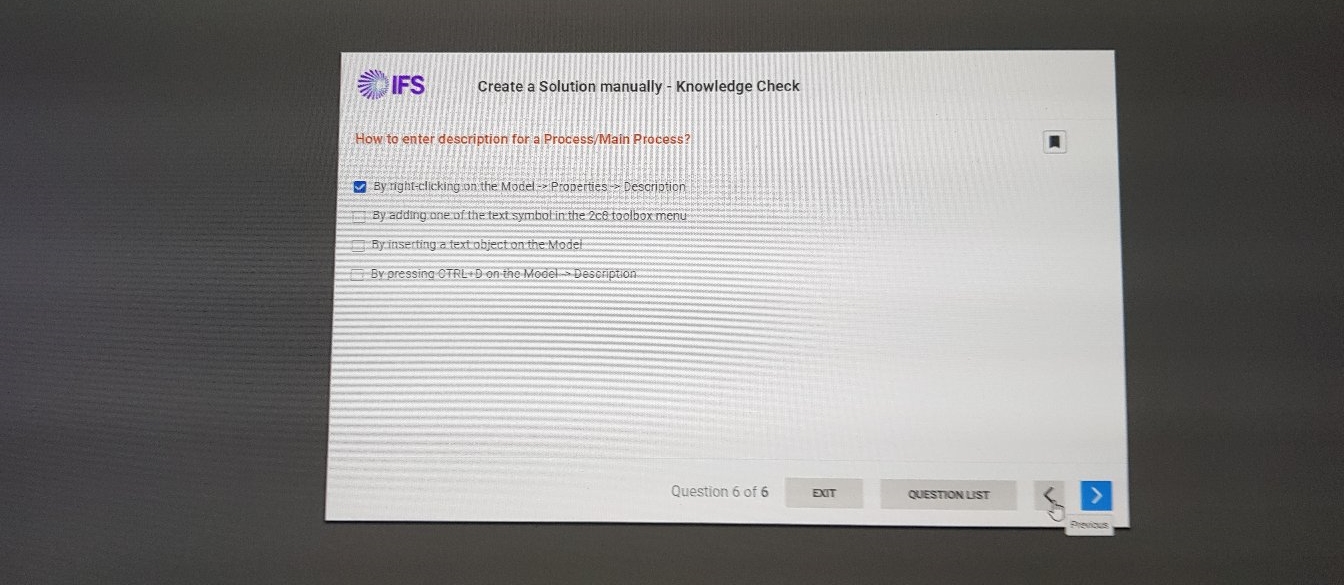 IFS
Create a Solution manually - Knowledge Check
How to enter description for a Process/Main Process?
By right-clicking on the Model -> Properties -> Description
By adding one of the text symbol in the 2c8 toolbox menu
By inserting a text object on the Model
By pressing CTRL+D on the Model -> Description
Question 6 of 6
EXIT
QUESTION LIST
Previous